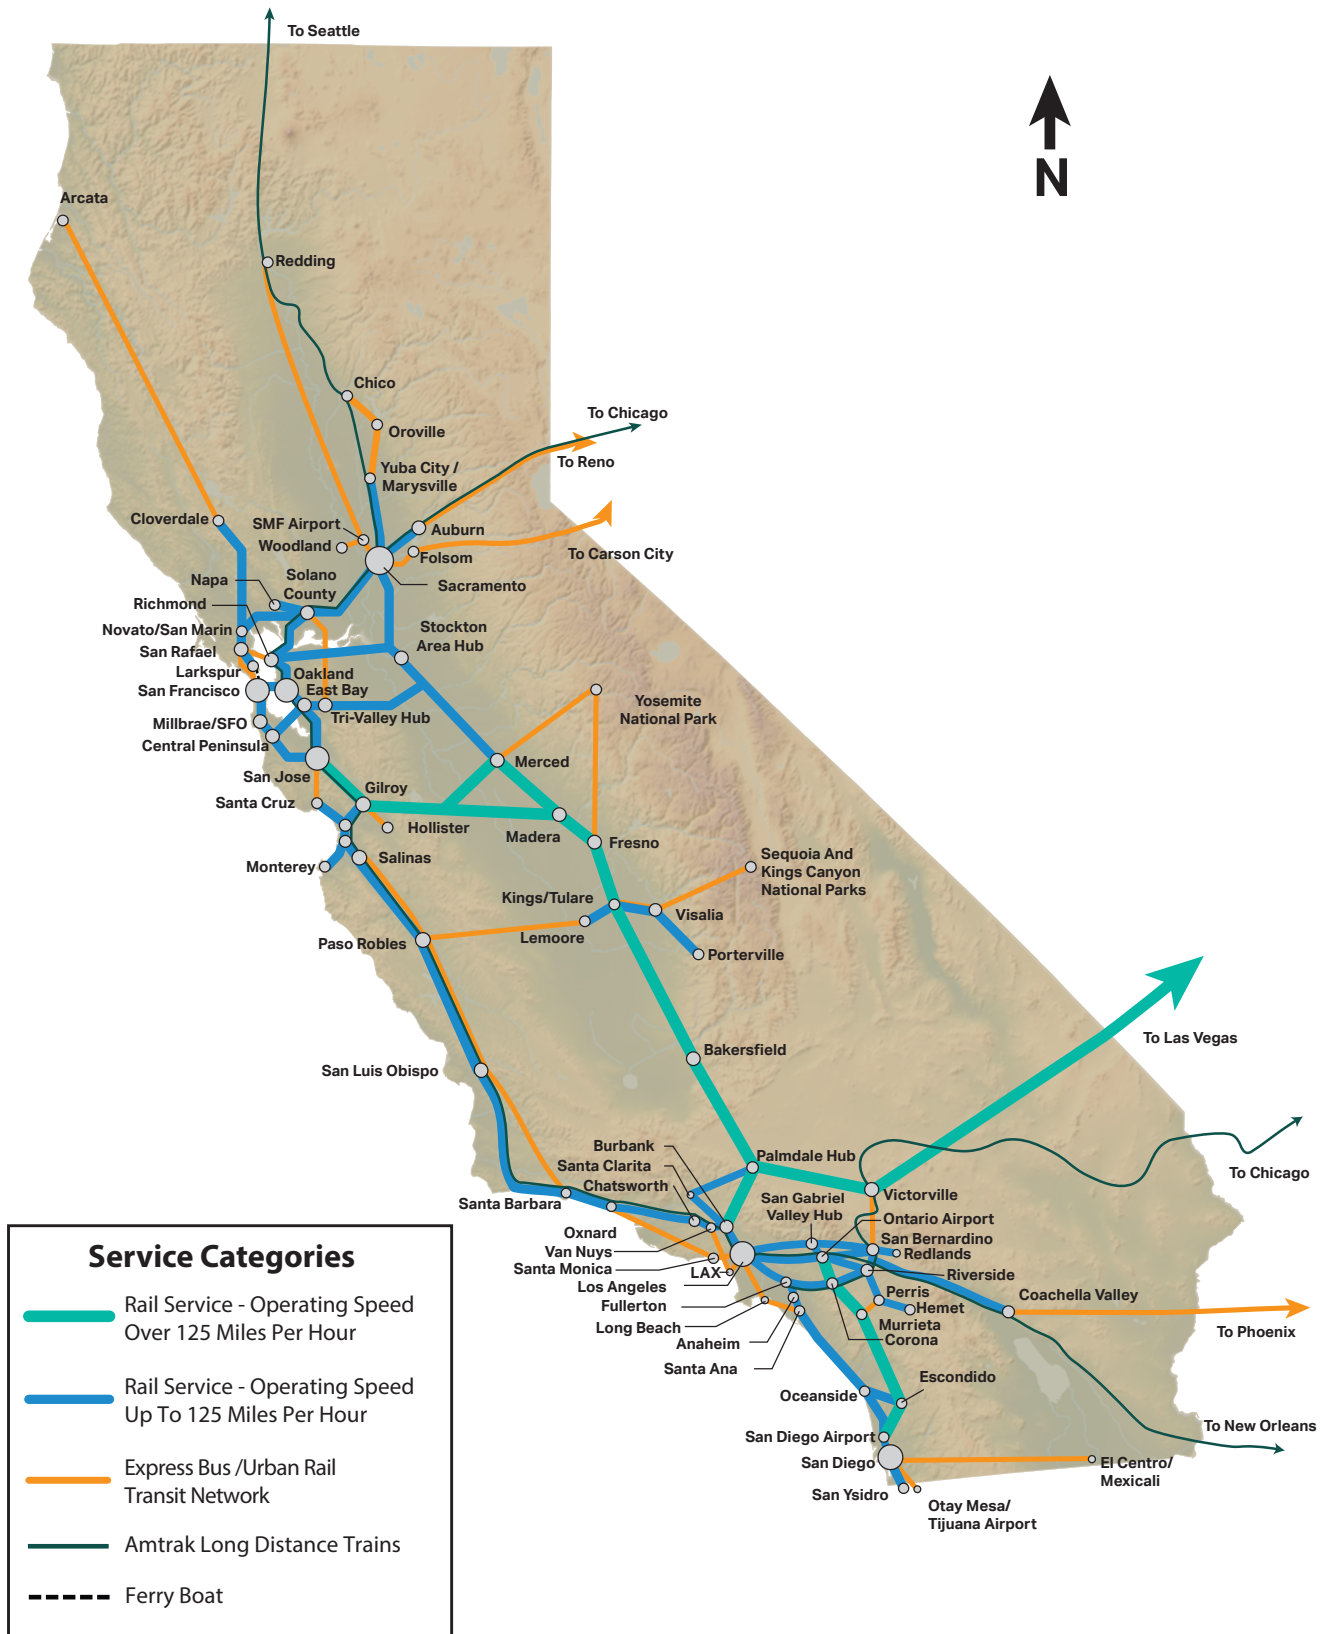 To Seattle
N
Arcata
Redding
Chico
To Chicago
Oroville
To Reno
Yuba City /
Marysville
Cloverdale
SMF Airport
Auburn
Woodland
Folsom
To Carson City
Napa
Solano
County
Sacramento
Richmond
Novato/San Marin
Stockton
Area Hub
San Rafael
Larkspur
Oakland
San Francisco
East Bay
Yosemite
National Park
Millbrae/SFO
Tri-Valley Hub
Central Peninsula
San Jose
Merced
Gilroy
Santa Cruz
Hollister
Madera
Fresno
Monterey
Salinas
Sequoia And
Kings Canyon
National Parks
Kings/Tulare
Visalia
Paso Robles
Lemoore
Porterville
To Las Vegas
Bakersfield
San Luis Obispo
Burbank
Palmdale Hub
Santa Clarita
To Chicago
Chatsworth
Santa Barbara
San Gabriel
Valley Hub
Victorville
Ontario Airport
Oxnard
San Bernardino
Van Nuys
Redlands
Santa Monica
LAX
Riverside
Los Angeles
Perris
Coachella Valley
Fullerton
Hemet
Long Beach
Murrieta
To Phoenix
Anaheim
Corona
Santa Ana
Escondido
Oceanside
To New Orleans
San Diego Airport
San Diego
El Centro/
Mexicali
San Ysidro
Otay Mesa/
Tijuana Airport
Service Categories
Rail Service - Operating Speed
Over 125 Miles Per Hour
Rail Service - Operating Speed
Up To 125 Miles Per Hour
Express Bus /Urban Rail
Transit Network
Amtrak Long Distance Trains
Ferry Boat